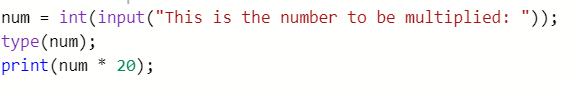 num = int(input("This is the number to be multiplied: "));
type(num);
print(num * 20);